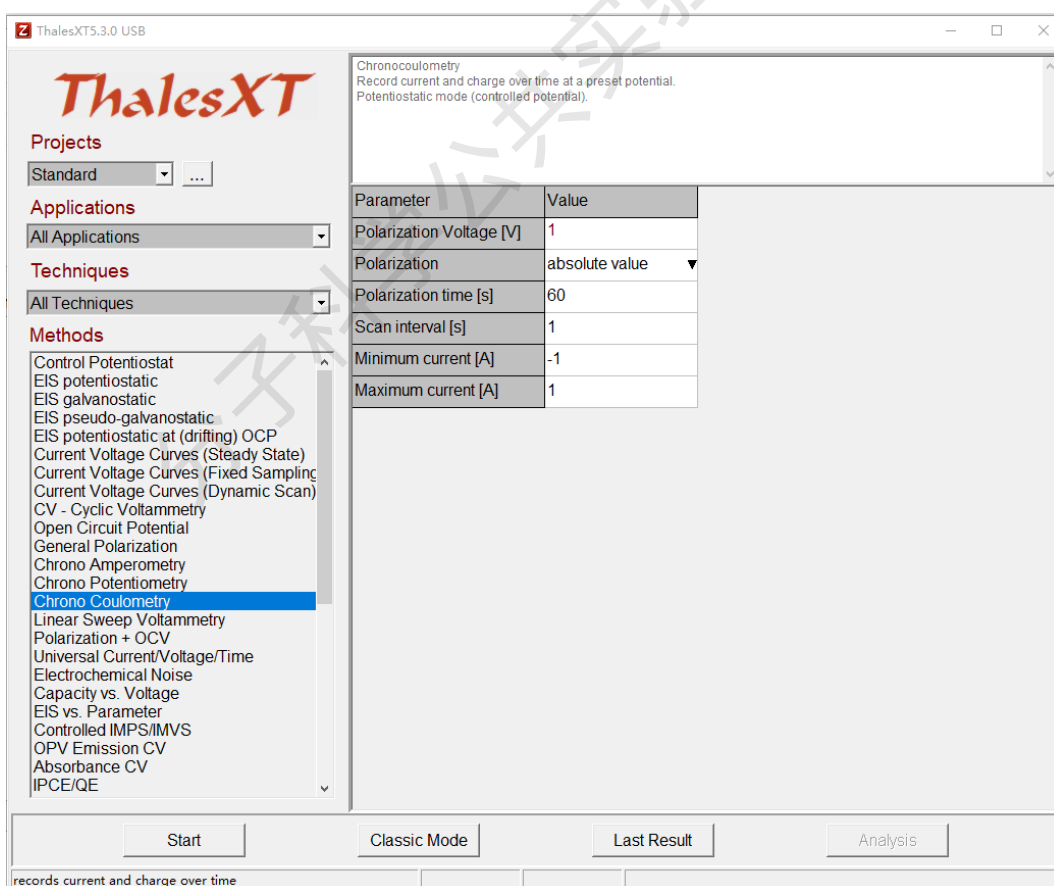 ThalesXT5.3.0 USB
ThalesXT
Projects
Standard
...
Applications
All Applications
Techniques
All Techniques
Methods
Control Potentiostat
EIS potentiostatic
EIS galvanostatic
EIS pseudo-galvanostatic
EIS potentiostatic at (drifting) OCP
Current Voltage Curves (Steady State)
Current Voltage Curves (Fixed Sampling
Current Voltage Curves (Dynamic Scan)
CV - Cyclic Voltammetry
Open Circuit Potential
General Polarization
Chrono Amperometry
Chrono Potentiometry
Chrono Coulometry
Linear Sweep Voltammetry
Polarization + OCV
Universal Current/Voltage/Time
Electrochemical Noise
Capacity vs. Voltage
EIS vs. Parameter
Controlled IMPS/IMVS
OPV Emission CV
Absorbance CV
IPCE/QE
Chronocoulometry
Record current and charge over time at a preset potential.
Potentiostatic mode (controlled potential).
Parameter Value
Polarization Voltage [V] 1
Polarization absolute value
Polarization time [s] 60
Scan interval [s] 1
Minimum current [A] -1
Maximum current [A] 1
Start
Classic Mode
Last Result
Analysis
records current and charge over time
子科学公共实